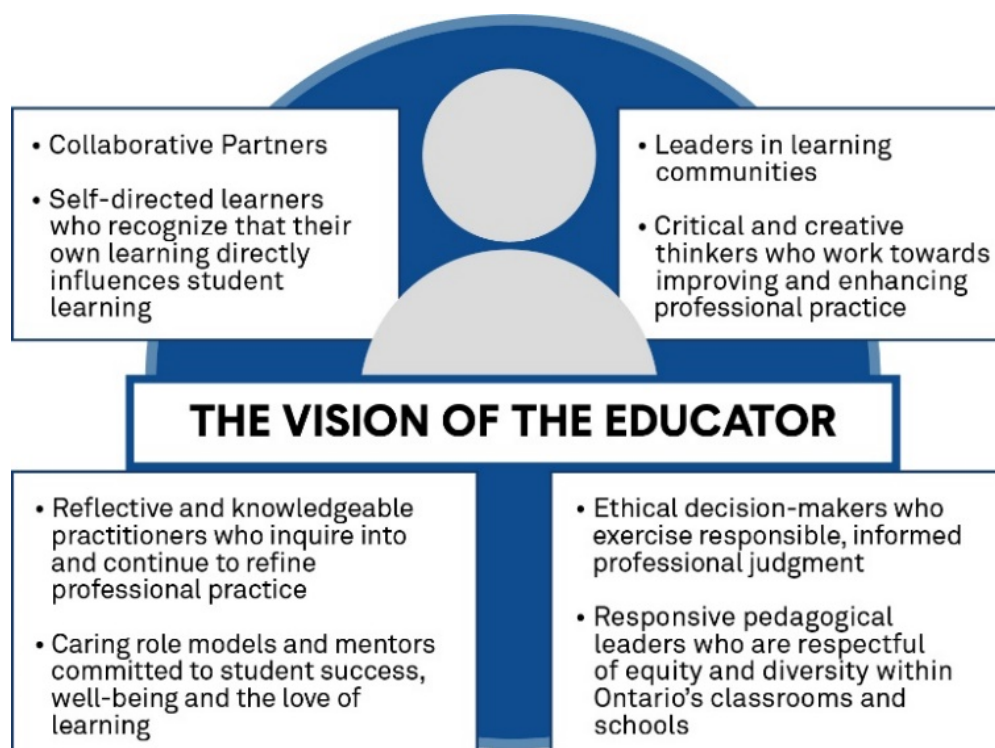 • Collaborative Partners
• Self-directed learners
who recognize that their
own learning directly
influences student
learning
• Leaders in learning
communities
• Critical and creative
thinkers who work towards
improving and enhancing
professional practice
THE VISION OF THE EDUCATOR
• Reflective and knowledgeable
practitioners who inquire into
and continue to refine
professional practice
• Caring role models and mentors
committed to student success,
well-being and the love of
learning
• Ethical decision-makers who
exercise responsible, informed
professional judgment
• Responsive pedagogical
leaders who are respectful
of equity and diversity within
Ontario's classrooms and
schools